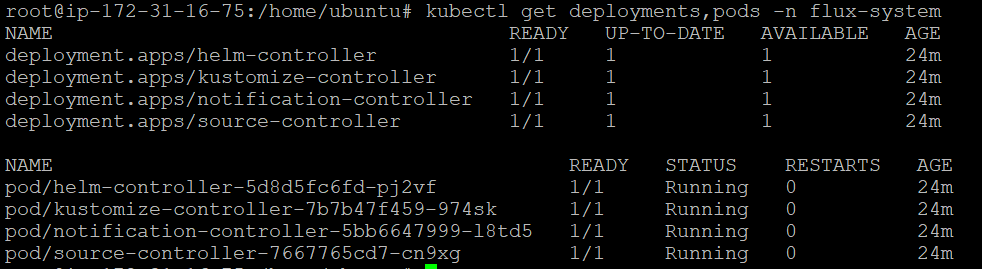 root@ip-172-31-16-75:/home/ubuntu# kubectl get deployments,pods -n flux-system
NAME READY UP-TO-DATE AVAILABLE AGE
deployment.apps/helm-controller 1/1 1 1 24m
deployment.apps/kustomize-controller 1/1 1 1 24m
deployment.apps/notification-controller 1/1 1 1 24m
deployment.apps/source-controller 1/1 1 1 24m
NAME READY STATUS RESTARTS AGE
pod/helm-controller-5d8d5fc6fd-pj2vf 1/1 Running 0 24m
pod/kustomize-controller-7b7b47f459-974sk 1/1 Running 0 24m
pod/notification-controller-5bb6647999-l8td5 1/1 Running 0 24m
pod/source-controller-7667765cd7-cn9xg 1/1 Running 0 24m